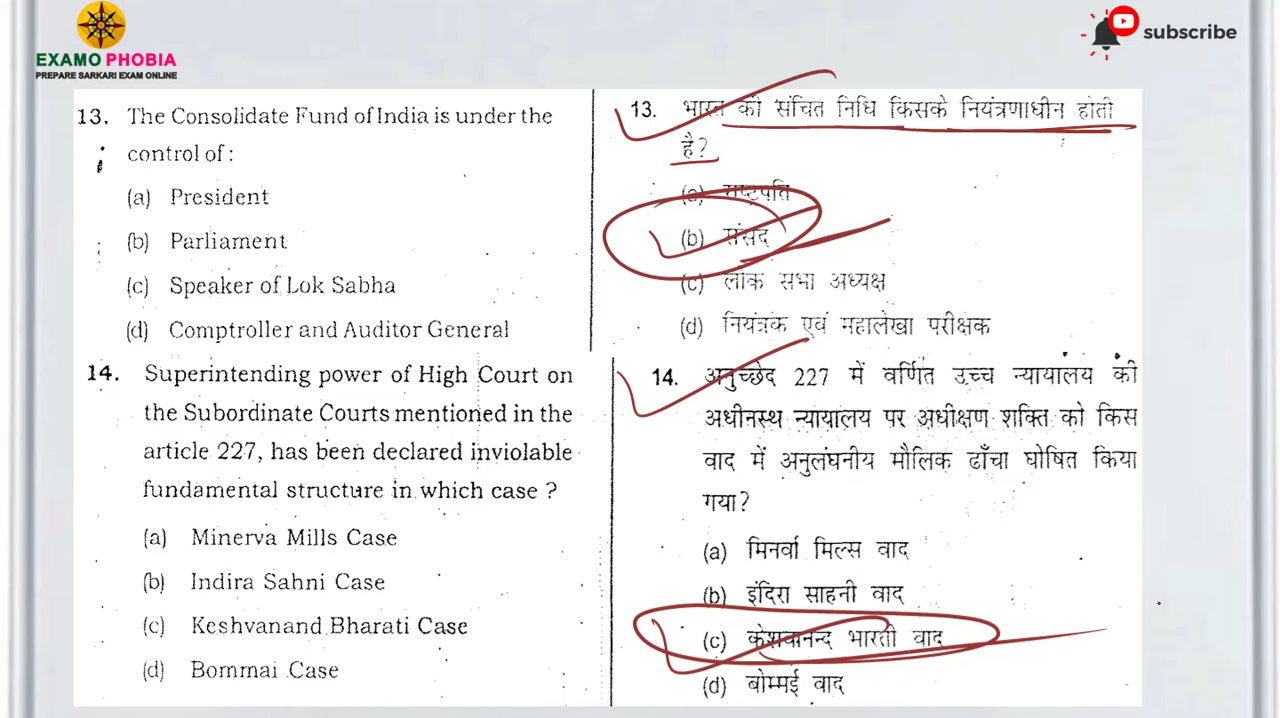 EXAMO PHOBIA
PREPARE SARKARI EXAM ONLINE
subscribe
13. The Consolidate Fund of India is under the
control of :
(a) President
(b) Parliament
(c) Speaker of Lok Sabha
(d) Comptroller and Auditor General
14. Superintending power of High Court on
the Subordinate Courts mentioned in the
article 227, has been declared inviolable
fundamental structure in which case ?
(a) Minerva Mills Case
(b) Indira Sahni Case
(c) Keshvanand Bharati Case
(d) Bommai Case
13. भारत की संचित निधि किसके नियंत्रणाधीन होती
है?
(a) राष्ट्रपति
(b) संसद
(c) लोक सभा अध्यक्ष
(d) नियंत्रक एवं महालेखा परीक्षक
14. अनुच्छेद 227 में वर्णित उच्च न्यायालय की
अधीनस्थ न्यायालय पर अधीक्षण शक्ति को किस
वाद में अनुलंघनीय मौलिक ढाँचा घोषित किया
गया?
(a) मिनर्वा मिल्स वाद
(b) इंदिरा साहनी वाद
(c) केशवानन्द भारती वाद
(d) बोम्मई वाद